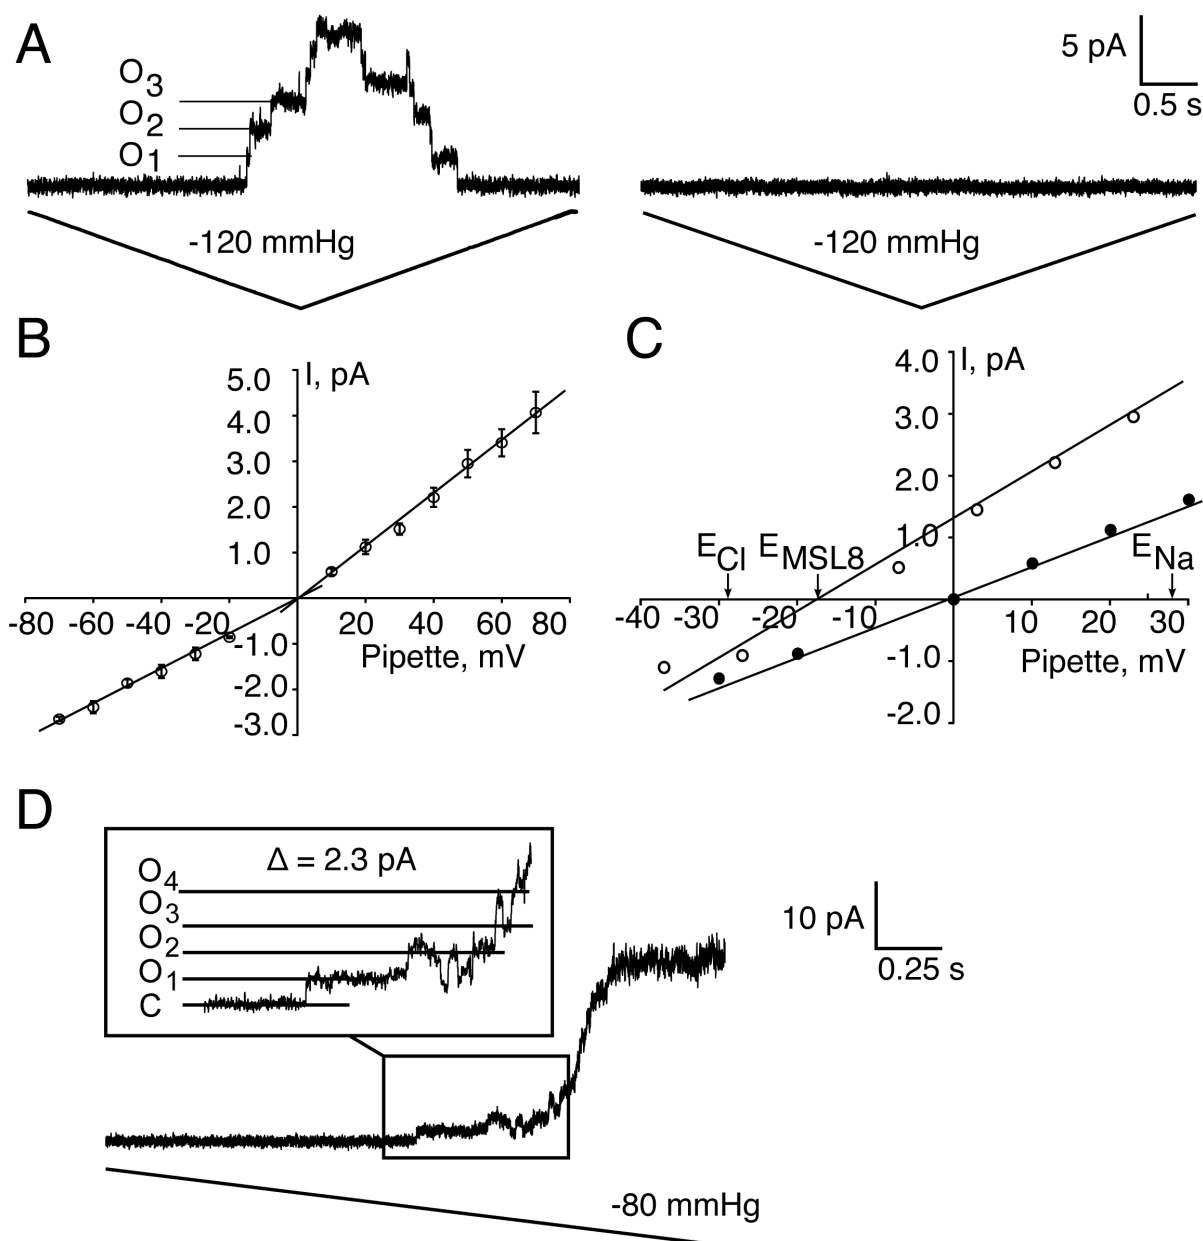 A
O3
O2
O1
5 pA
0.5 s
-120 mmHg
-120 mmHg
B
I, pA
5.0
4.0
3.0
2.0
1.0
-80 -60 -40 -20 20 40 60 80
Pipette, mV
-1.0
-2.0
-3.0
C
I, pA
4.0
3.0
2.0
1.0
ECl EMSL8 ENa
-40 -30 -20 -10 10 20 30
Pipette, mV
-1.0
-2.0
D
Δ = 2.3 pA
O4
O3
O2
O1
C
10 pA
0.25 s
-80 mmHg